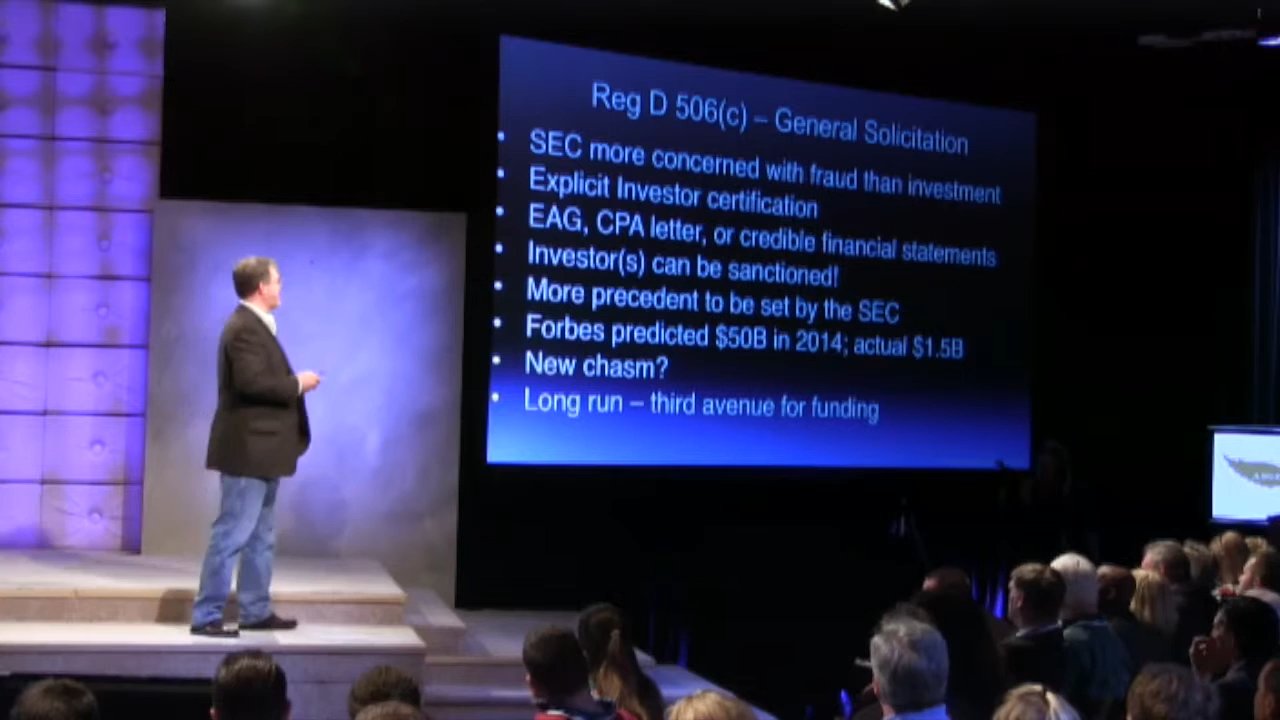 Reg D 506(c) – General Solicitation
• SEC more concerned with fraud than investment
• Explicit Investor certification
• EAG, CPA letter, or credible financial statements
• Investor(s) can be sanctioned!
• More precedent to be set by the SEC
• Forbes predicted $50B in 2014; actual $1.5B
• New chasm?
• Long run – third avenue for funding